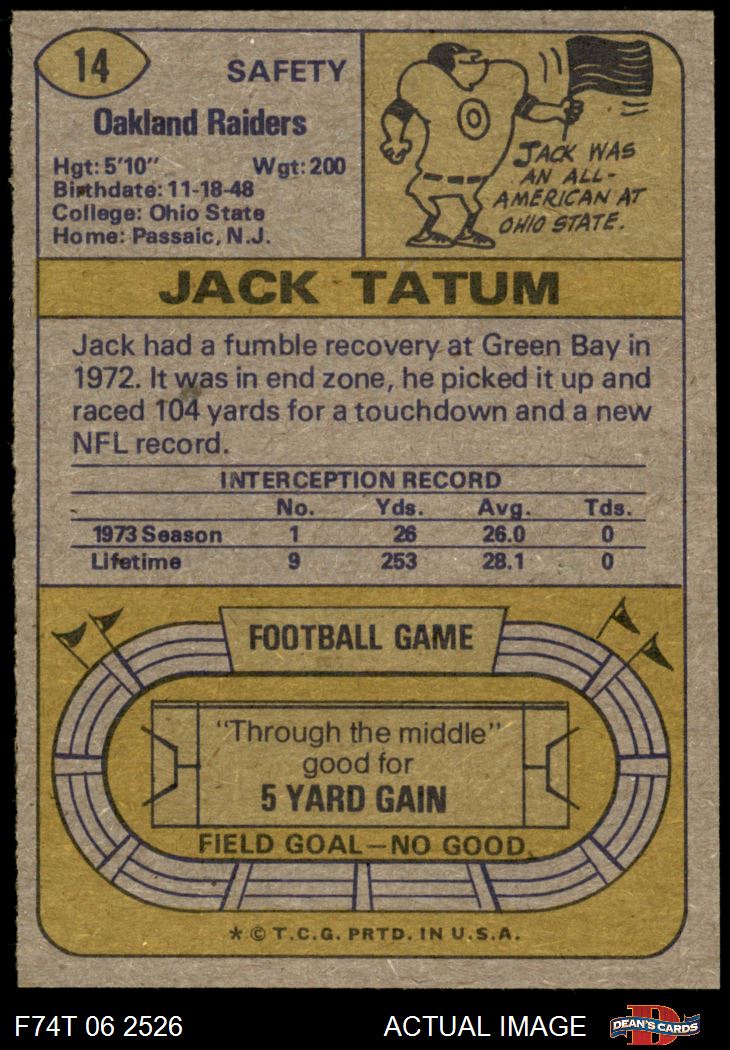 14
SAFETY
Oakland Raiders
Hgt: 5'10" Wgt: 200
Birthdate: 11-18-48
College: Ohio State
Home: Passaic, N.J.
O
JACK WAS
AN ALL-
AMERICAN AT
OHIO STATE.
JACK TATUM
Jack had a fumble recovery at Green Bay in
1972. It was in end zone, he picked it up and
raced 104 yards for a touchdown and a new
NFL record.
INTERCEPTION RECORD
No. Yds. Avg. Tds.
1973 Season 1 26 26.0 0
Lifetime 9 253 28.1 0
FOOTBALL GAME
"Through the middle"
good for
5 YARD GAIN
FIELD GOAL—NO GOOD.
* © T.C.G. PRTD. IN U.S.A.
F74T 06 2526 ACTUAL IMAGE D DEAN'S CARDS